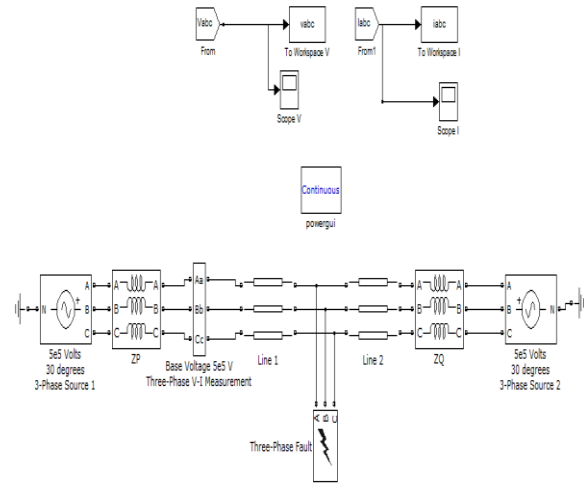 Vabc
vabc
Iabc
iabc
From
To Workspace V
From1
To Workspace I
Scope V
Scope I
Continuous
powergui
N
A
B
C
A
B
C
A
B
C
Aa
Bb
Cc
A
B
C
A
B
C
A
B
C
N
5e5 Volts
30 degrees
3-Phase Source 1
ZP
Base Voltage 5e5 V
Three-Phase V-I Measurement
Line 1
Line 2
ZQ
5e5 Volts
30 degrees
3-Phase Source 2
A
B
C
Three-Phase Fault